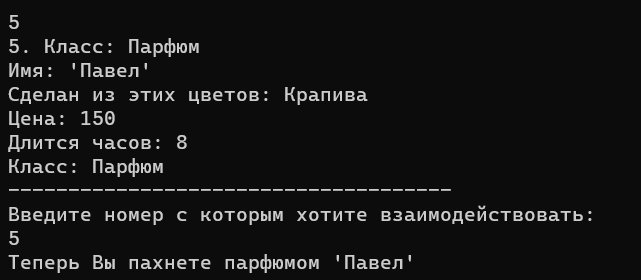 5
5. Класс: Парфюм
Имя: 'Павел'
Сделан из этих цветов: Крапива
Цена: 150
Длится часов: 8
Класс: Парфюм
-------------------------------------
Введите номер с которым хотите взаимодействовать:
5
Теперь Вы пахнете парфюмом 'Павел'